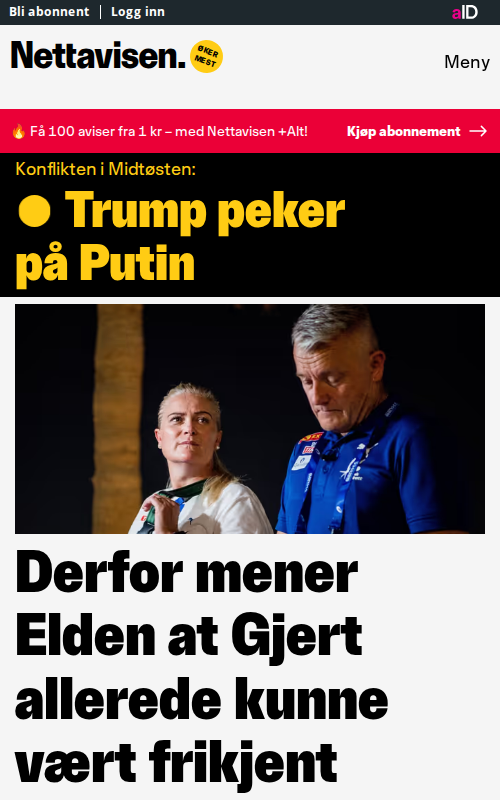 Bli abonnent | Logg inn
aID
Nettavisen.
ØKER
MEST
Meny
🔥 Få 100 aviser fra 1 kr – med Nettavisen +Alt!
Kjøp abonnement →
Konflikten i Midtøsten:
● Trump peker
på Putin
Derfor mener
Elden at Gjert
allerede kunne
vært frikjent